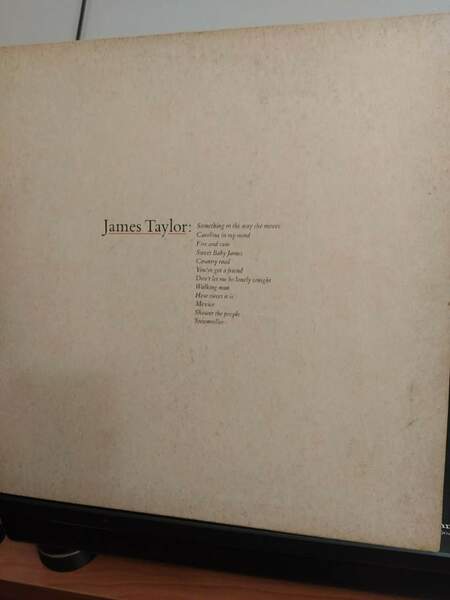 James Taylor:
Something in the way she moves
Carolina in my mind
Fire and rain
Sweet Baby James
Country road
You've got a friend
Don't let me be lonely tonight
Walking man
How sweet it is
Mexico
Shower the people
Steamroller